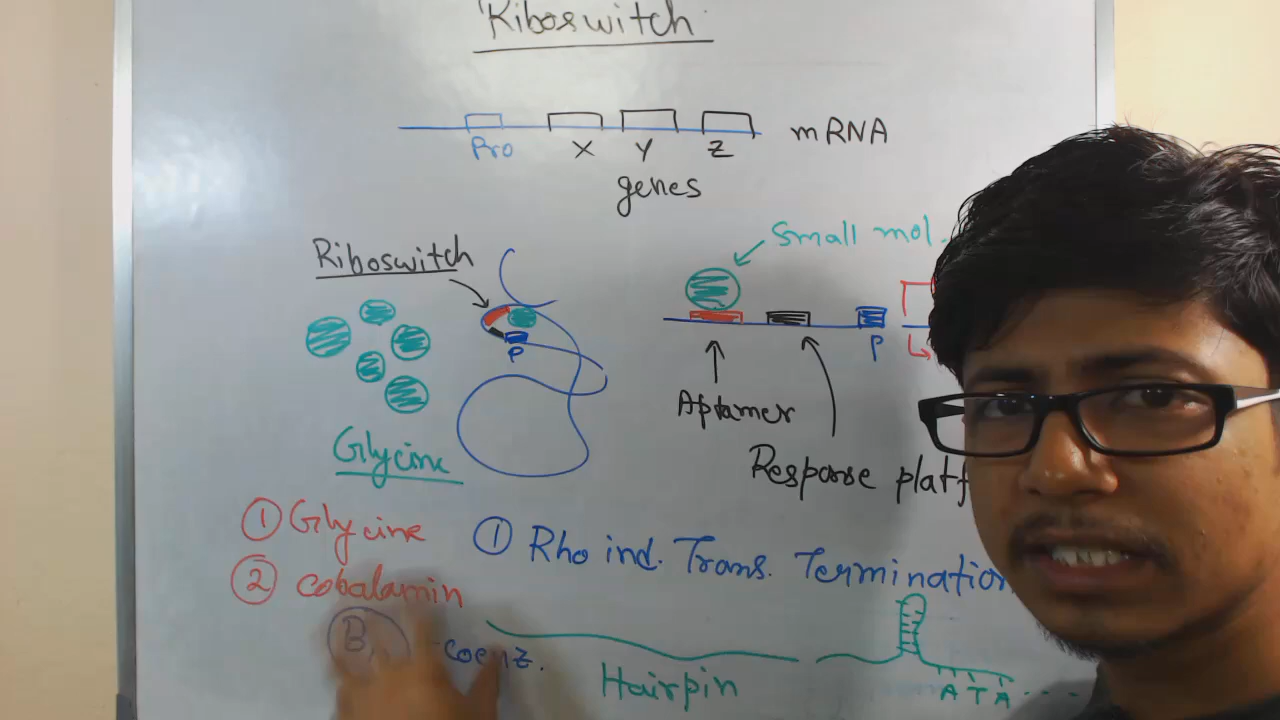 Riboswitch
Pro X Y Z mRNA
genes
Small mol.
Riboswitch
P
P
Aptamer
Glycine
Response platf
① Glycine
① Rho ind. Trans. Termination
② cobalamin
B
coenz.
Hairpin
A T A